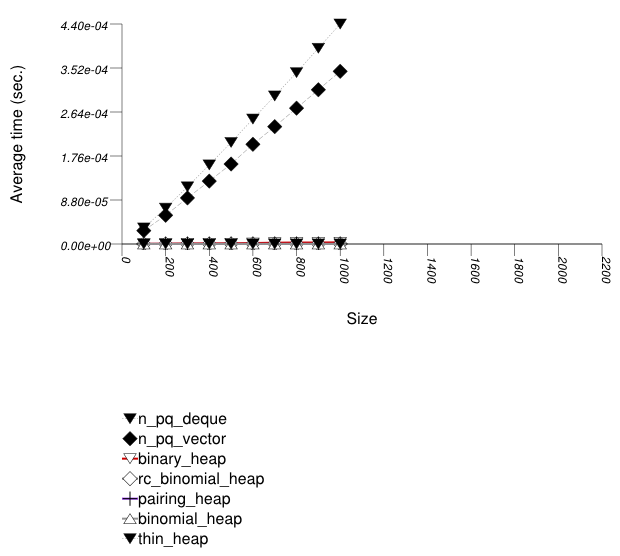 Average time (sec.)
4.40e-04
3.52e-04
2.64e-04
1.76e-04
8.80e-05
0.00e+00
0 200 400 600 800 1000 1200 1400 1600 1800 2000 2200
Size
n_pq_deque
n_pq_vector
binary_heap
rc_binomial_heap
pairing_heap
binomial_heap
thin_heap